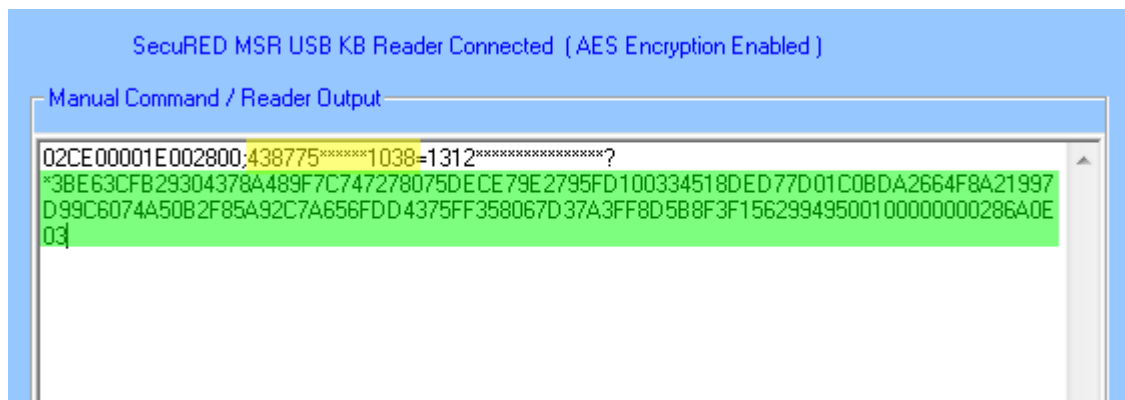 SecuRED MSR USB KB Reader Connected ( AES Encryption Enabled )
Manual Command / Reader Output
02CE00001E002800;438775******1038=1312****************?
*3BE63CFB29304378A489F7C747278075DECE79E2795FD100334518DED77D01C0BDA2664F8A21997
D99C6074A50B2F85A92C7A656FDD4375FF358067D37A3FF8D5B8F3F156299495001000000000286A0E
03